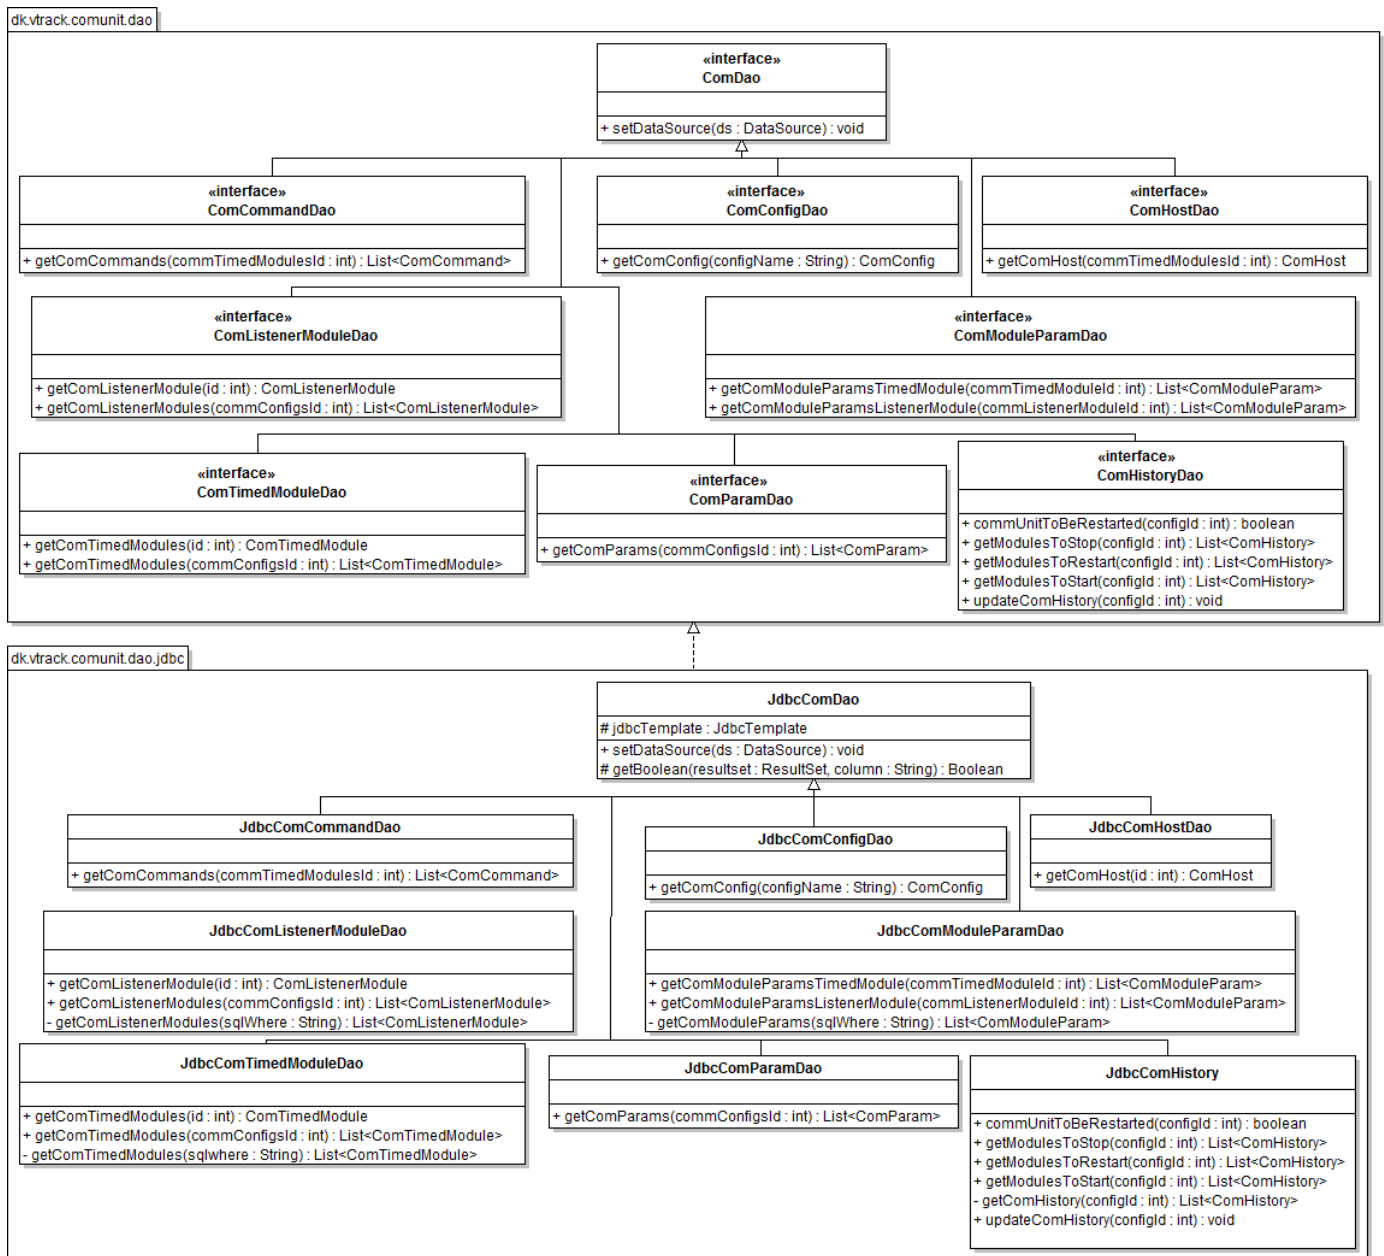 dk.vtrack.comunit.dao
«interface»
ComDao
+ setDataSource(ds : DataSource) : void
«interface»
ComCommandDao
+ getComCommands(commTimedModulesId : int) : List<ComCommand>
«interface»
ComConfigDao
+ getComConfig(configName : String) : ComConfig
«interface»
ComHostDao
+ getComHost(commTimedModulesId : int) : ComHost
«interface»
ComListenerModuleDao
+ getComListenerModule(id : int) : ComListenerModule
+ getComListenerModules(commConfigsId : int) : List<ComListenerModule>
«interface»
ComModuleParamDao
+ getComModuleParamsTimedModule(commTimedModuleId : int) : List<ComModuleParam>
+ getComModuleParamsListenerModule(commListenerModuleId : int) : List<ComModuleParam>
«interface»
ComTimedModuleDao
+ getComTimedModules(id : int) : ComTimedModule
+ getComTimedModules(commConfigsId : int) : List<ComTimedModule>
«interface»
ComParamDao
+ getComParams(commConfigsId : int) : List<ComParam>
«interface»
ComHistoryDao
+ commUnitToBeRestarted(configId : int) : boolean
+ getModulesToStop(configId : int) : List<ComHistory>
+ getModulesToRestart(configId : int) : List<ComHistory>
+ getModulesToStart(configId : int) : List<ComHistory>
+ updateComHistory(configId : int) : void
dk.vtrack.comunit.dao.jdbc
JdbcComDao
# jdbcTemplate : JdbcTemplate
+ setDataSource(ds : DataSource) : void
# getBoolean(resultset : ResultSet, column : String) : Boolean
JdbcComCommandDao
+ getComCommands(commTimedModulesId : int) : List<ComCommand>
JdbcComConfigDao
+ getComConfig(configName : String) : ComConfig
JdbcComHostDao
+ getComHost(id : int) : ComHost
JdbcComListenerModuleDao
+ getComListenerModule(id : int) : ComListenerModule
+ getComListenerModules(commConfigsId : int) : List<ComListenerModule>
- getComListenerModules(sqlWhere : String) : List<ComListenerModule>
JdbcComModuleParamDao
+ getComModuleParamsTimedModule(commTimedModuleId : int) : List<ComModuleParam>
+ getComModuleParamsListenerModule(commListenerModuleId : int) : List<ComModuleParam>
- getComModuleParams(sqlWhere : String) : List<ComModuleParam>
JdbcComTimedModuleDao
+ getComTimedModules(id : int) : ComTimedModule
+ getComTimedModules(commConfigsId : int) : List<ComTimedModule>
- getComTimedModules(sqlwhere : String) : List<ComTimedModule>
JdbcComParamDao
+ getComParams(commConfigsId : int) : List<ComParam>
JdbcComHistory
+ commUnitToBeRestarted(configId : int) : boolean
+ getModulesToStop(configId : int) : List<ComHistory>
+ getModulesToRestart(configId : int) : List<ComHistory>
+ getModulesToStart(configId : int) : List<ComHistory>
- getComHistory(configId : int) : List<ComHistory>
+ updateComHistory(configId : int) : void